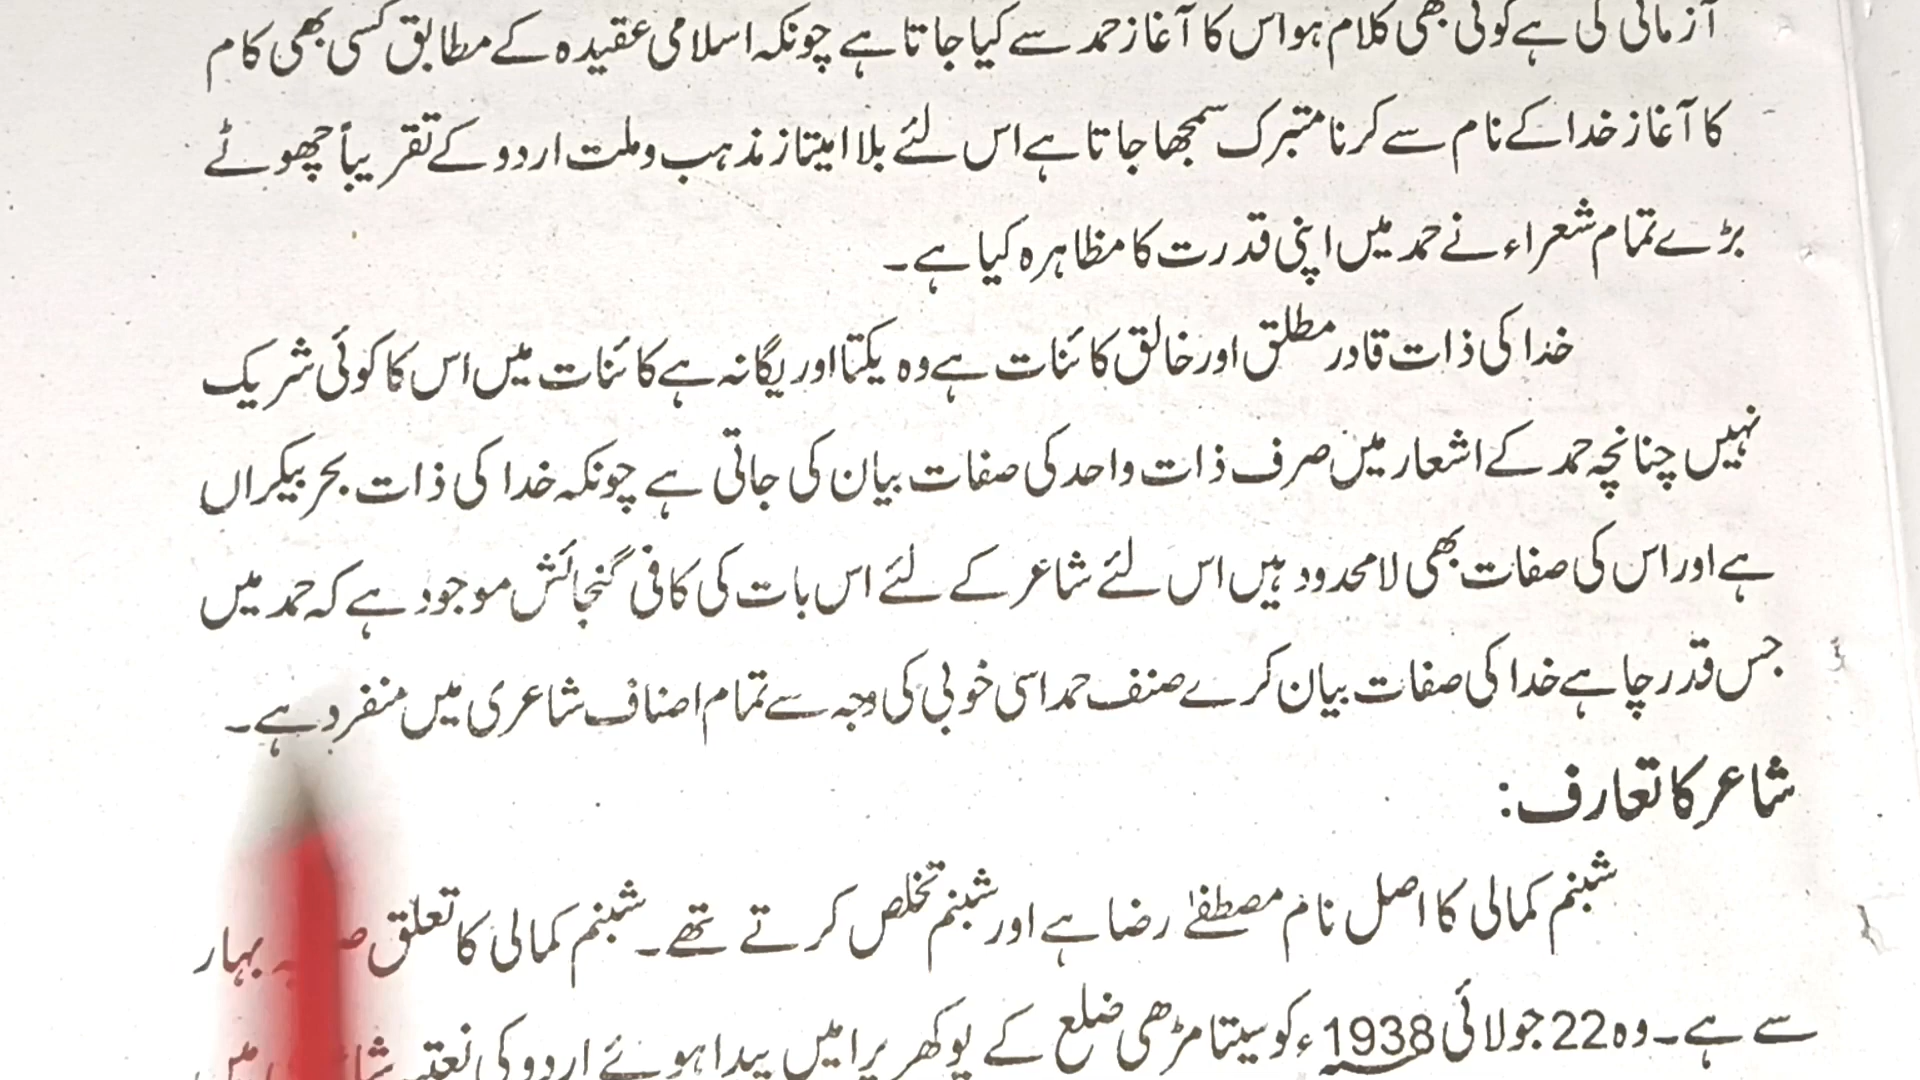 آزمائی کی ہے کوئی بھی کلام ہو اس کا آغاز حمد سے کیا جاتا ہے چونکہ اسلامی عقیدہ کے مطابق کسی بھی کام
کا آغاز خدا کے نام سے کرنا متبرک سمجھا جاتا ہے اس لئے بلا امیتاز مذہب و ملت اردو کے تقریباً چھوٹے
بڑے تمام شعراء نے حمد میں اپنی قدرت کا مظاہرہ کیا ہے۔
خدا کی ذات قادر مطلق اور خالق کائنات ہے وہ یکتا اور یگانہ ہے کائنات میں اس کا کوئی شریک
نہیں چنانچہ حمد کے اشعار میں صرف ذات واحد کی صفات بیان کی جاتی ہے چونکہ خدا کی ذات بحر بیکراں
ہے اور اس کی صفات بھی لامحدود ہیں اس لئے شاعر کے لئے اس بات کی کافی گنجائش موجود ہے کہ حمد میں
جس قدر چاہے خدا کی صفات بیان کرے صنف حمد اسی خوبی کی وجہ سے تمام اصناف شاعری میں منفرد ہے۔
شاعر کا تعارف:
شبنم کمالی کا اصل نام مصطفےٰ رضا ہے اور شبنم تخلص کرتے تھے۔ شبنم کمالی کا تعلق بہار
سے ہے۔ وہ 22 جولائی 1938ء کو سیتامڑھی ضلع کے پوکھریرا میں پیدا ہوئے اردو کی نعتیہ میں